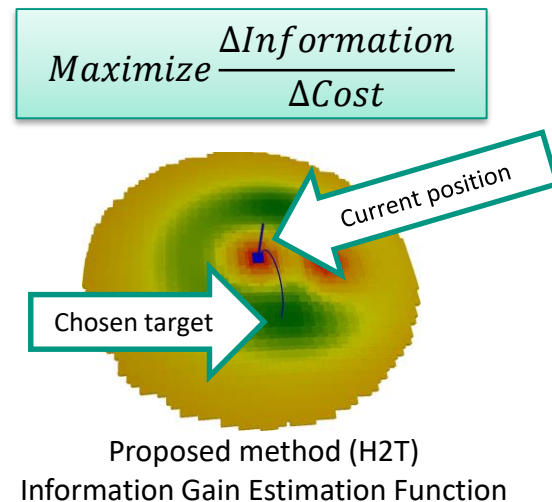 Maximize ΔInformation / ΔCost
Current position
Chosen target
Proposed method (H2T)
Information Gain Estimation Function